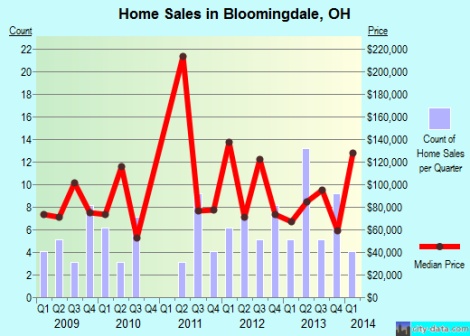 Home Sales in Bloomingdale, OH
Count Price
22 $220,000
20 $200,000
18 $180,000
16 $160,000
14 $140,000
12 $120,000
10 $100,000
8 $80,000
6 $60,000
4 $40,000
2 $20,000
0 $0
Count of
Home Sales
per Quarter
Median Price
Q1 Q2 Q3 Q4 Q1 Q2 Q3 Q4 Q1 Q2 Q3 Q4 Q1 Q2 Q3 Q4 Q1 Q2 Q3 Q4 Q1
2009 2010 2011 2012 2013 2014
city-data.com